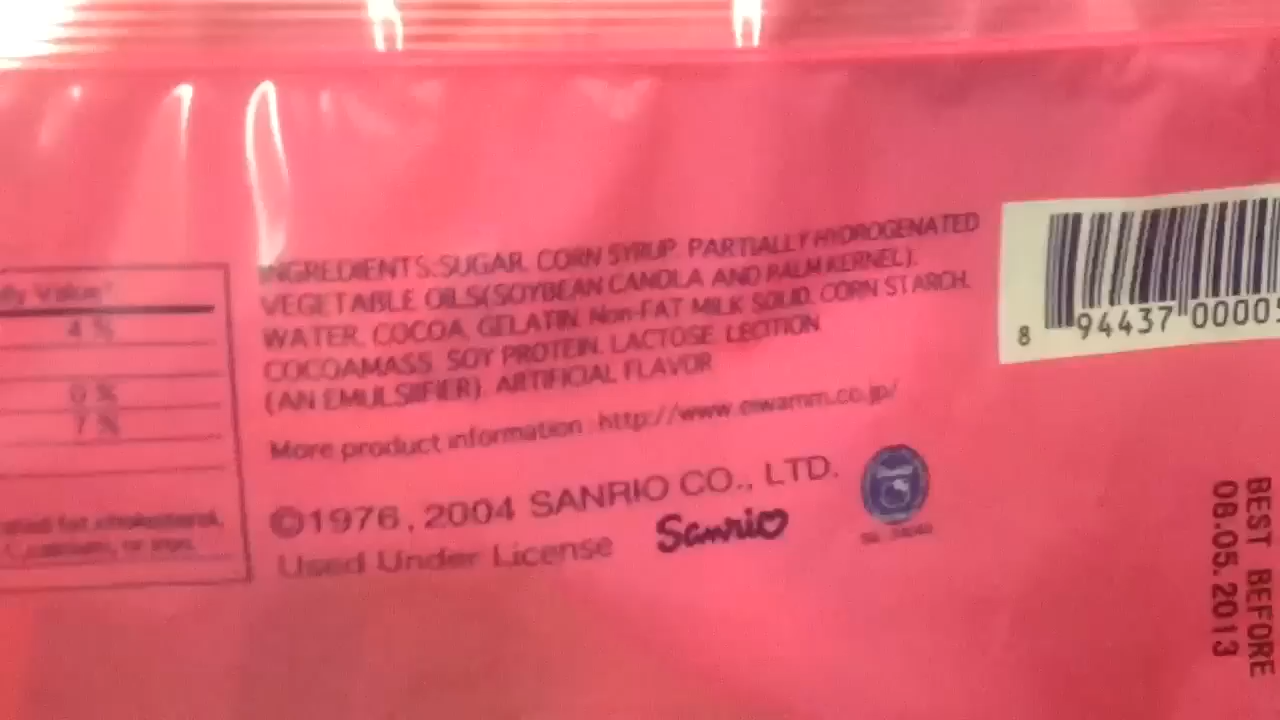 ily Value*
4 %
0 %
7 %
INGREDIENTS:SUGAR, CORN SYRUP, PARTIALLY HYDROGENATED
VEGETABLE OILS(SOYBEAN CANOLA AND PALM KERNEL),
WATER, COCOA, GELATIN, Non-FAT MILK SOLID, CORN STARCH,
COCOAMASS, SOY PROTEIN, LACTOSE, LECITION
(AN EMULSIFIER), ARTIFICIAL FLAVOR
More product information :http://www.eiwamm.co.jp/
©1976, 2004 SANRIO CO., LTD.
Used Under License
Sanrio
8 94437 0000
BEST BEFORE
08.05.2013